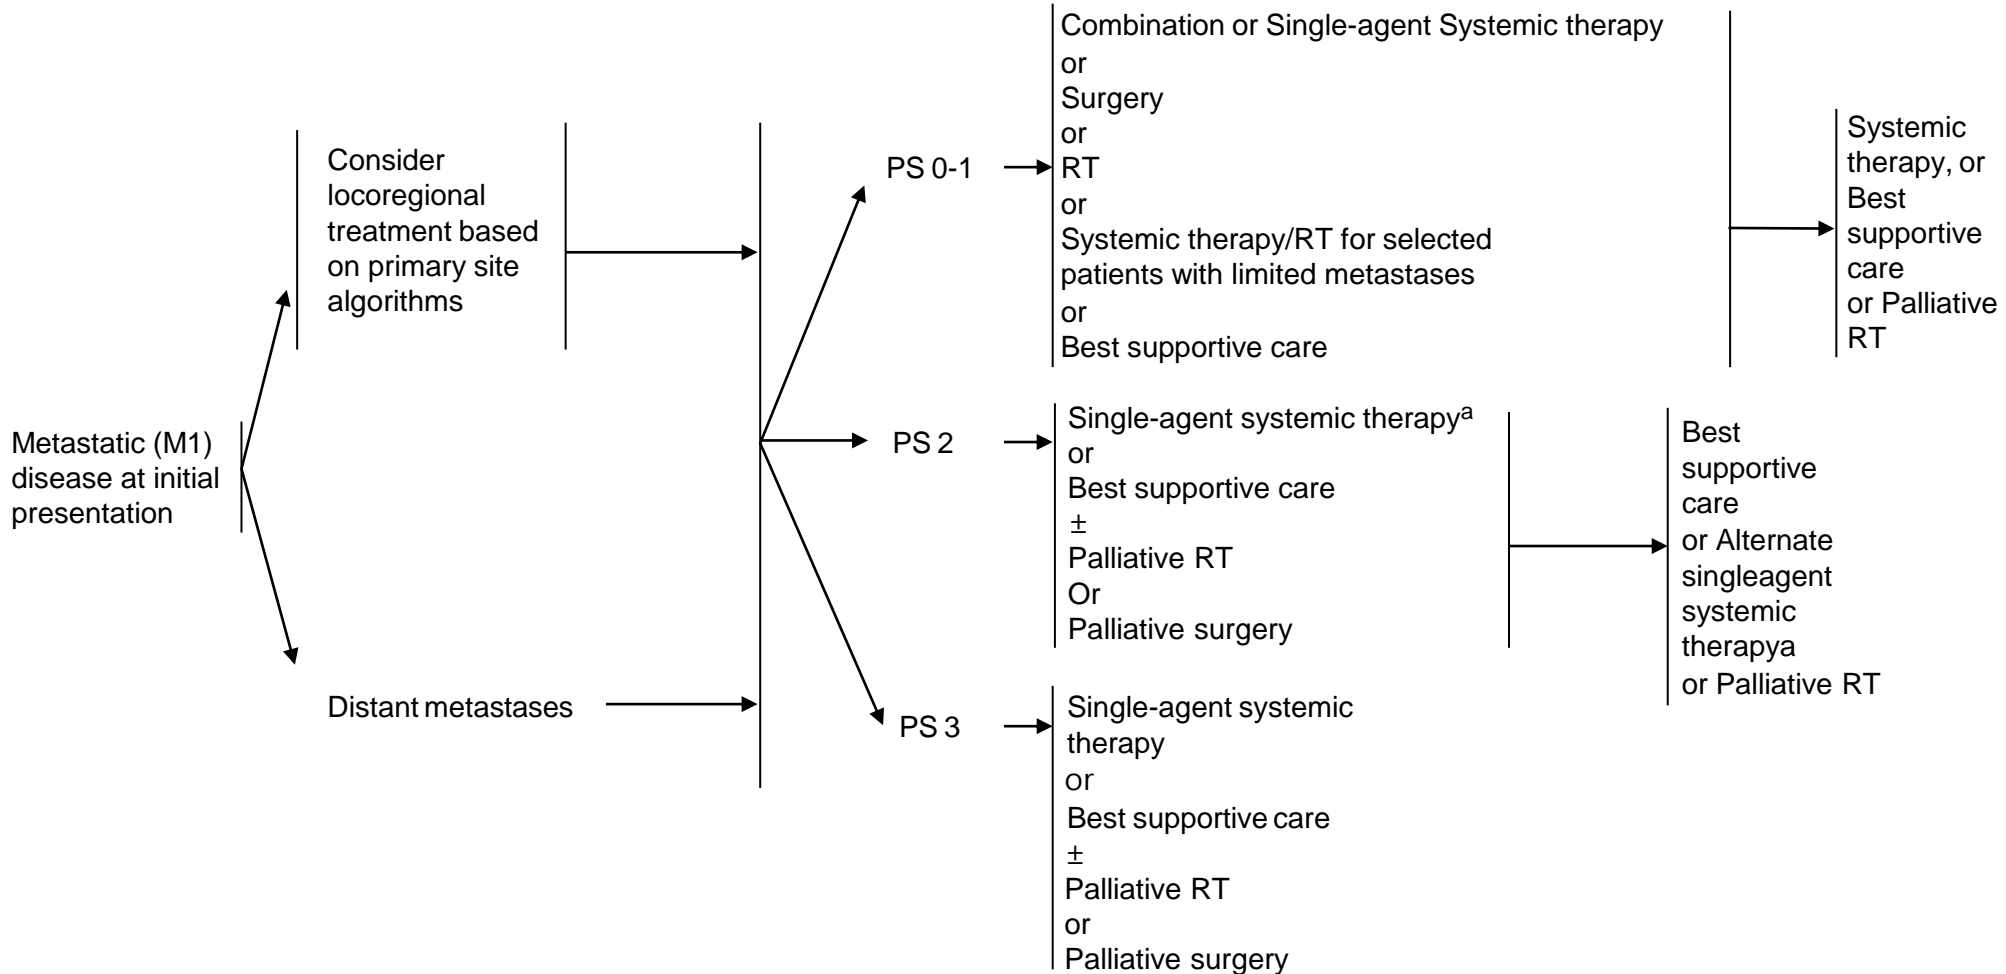 Metastatic (M1)
disease at initial
presentation
Consider
locoregional
treatment based
on primary site
algorithms
Distant metastases
PS 0-1
Combination or Single-agent Systemic therapy
or
Surgery
or
RT
or
Systemic therapy/RT for selected
patients with limited metastases
or
Best supportive care
Systemic
therapy, or
Best
supportive
care
or Palliative
RT
PS 2
Single-agent systemic therapyᵃ
or
Best supportive care
±
Palliative RT
Or
Palliative surgery
Best
supportive
care
or Alternate
singleagent
systemic
therapya
or Palliative RT
PS 3
Single-agent systemic
therapy
or
Best supportive care
±
Palliative RT
or
Palliative surgery